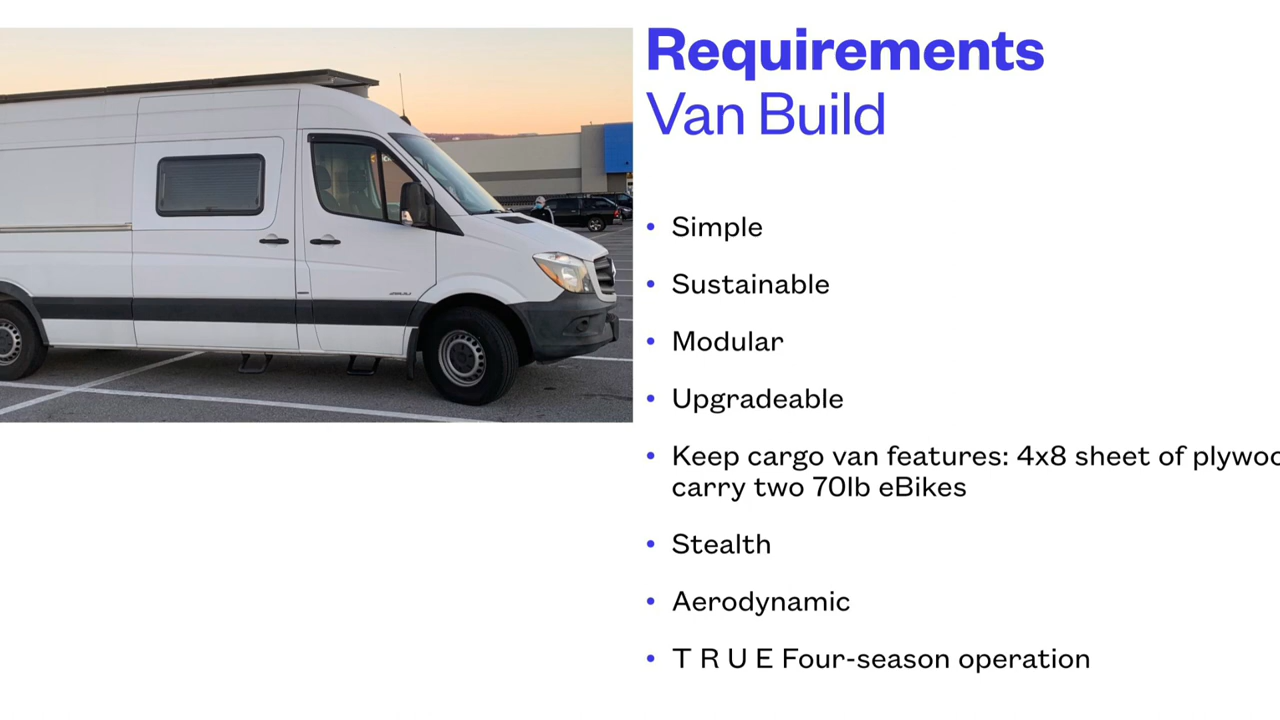 Requirements
Van Build
• Simple
• Sustainable
• Modular
• Upgradeable
• Keep cargo van features: 4x8 sheet of
carry two 70lb eBikes
• Stealth
• Aerodynamic
• T R U E Four-season operation